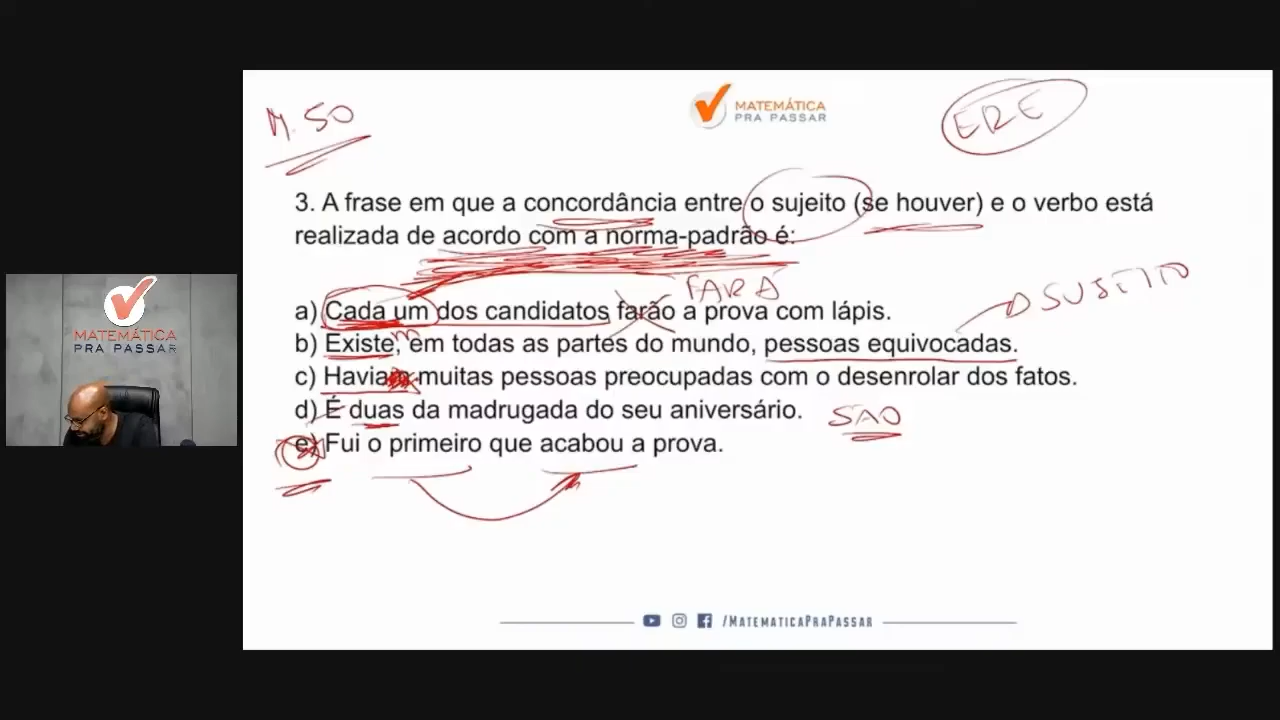 M. 50
MATEMÁTICA
PRA PASSAR
ERE
3. A frase em que a concordância entre o sujeito (se houver) e o verbo está
realizada de acordo com a norma-padrão é:
FARÁ
SUJEITO
a) Cada um dos candidatos farão a prova com lápis.
b) Existem, em todas as partes do mundo, pessoas equivocadas.
c) Havia muitas pessoas preocupadas com o desenrolar dos fatos.
d) É duas da madrugada do seu aniversário. SÃO
e) Fui o primeiro que acabou a prova.
MATEMÁTICA
PRA PASSAR
/MATEMATICAPRAPASSAR